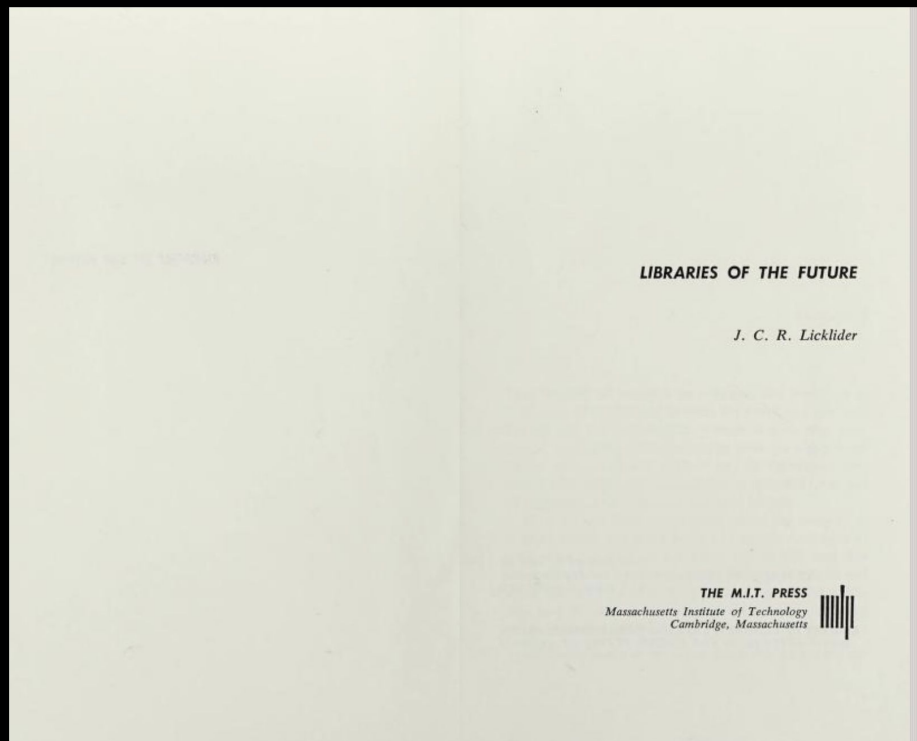 LIBRARIES OF THE FUTURE
J. C. R. Licklider
THE M.I.T. PRESS
Massachusetts Institute of Technology
Cambridge, Massachusetts